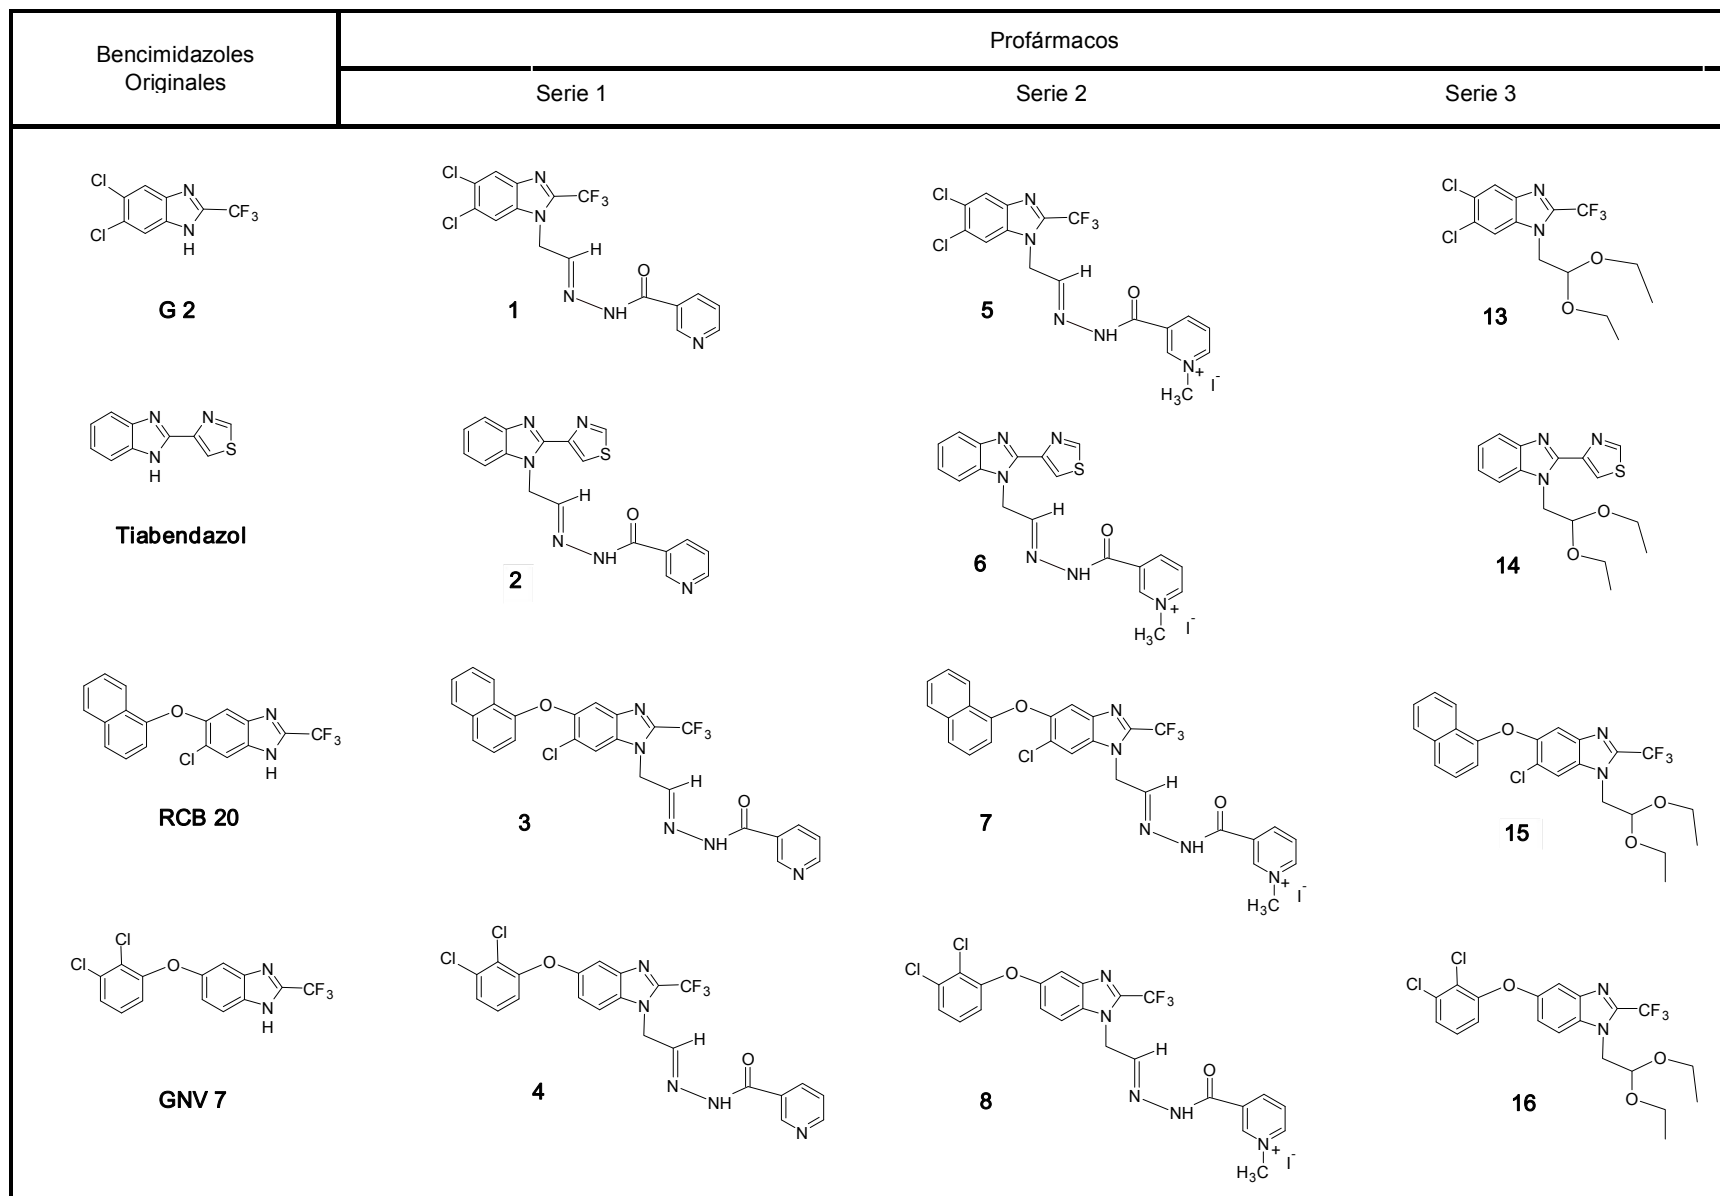 Bencimidazoles
Originales
Profármacos
Serie 1
Serie 2
Serie 3
Cl
Cl
N
N
H
CF3
G 2
Cl
Cl
N
N
CF3
H
N
NH
O
N
1
Cl
Cl
N
N
CF3
H
N
NH
O
N+
H3C
I-
5
Cl
Cl
N
N
CF3
O
O
13
N
N
H
N
S
Tiabendazol
N
N
N
S
H
N
NH
O
N
2
N
N
N
S
H
N
NH
O
N+
H3C
I-
6
N
N
N
S
O
O
14
O
Cl
N
N
H
CF3
RCB 20
O
Cl
N
N
CF3
H
N
NH
O
N
3
O
Cl
N
N
CF3
H
N
NH
O
N+
H3C
I-
7
O
Cl
N
N
CF3
O
O
15
Cl
Cl
O
N
N
H
CF3
GNV 7
Cl
Cl
O
N
N
CF3
H
N
NH
O
N
4
Cl
Cl
O
N
N
CF3
H
N
NH
O
N+
H3C
I-
8
Cl
Cl
O
N
N
CF3
O
O
16